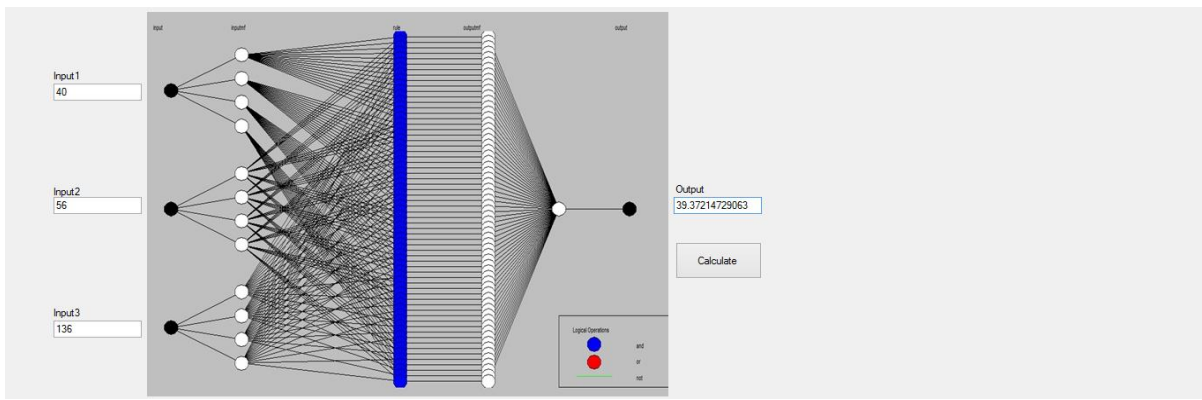 input inputmf rule outputmf output
Input1
40
Input2
56
Output
39.37214729063
Calculate
Input3
136
Logical Operations
and
or
not